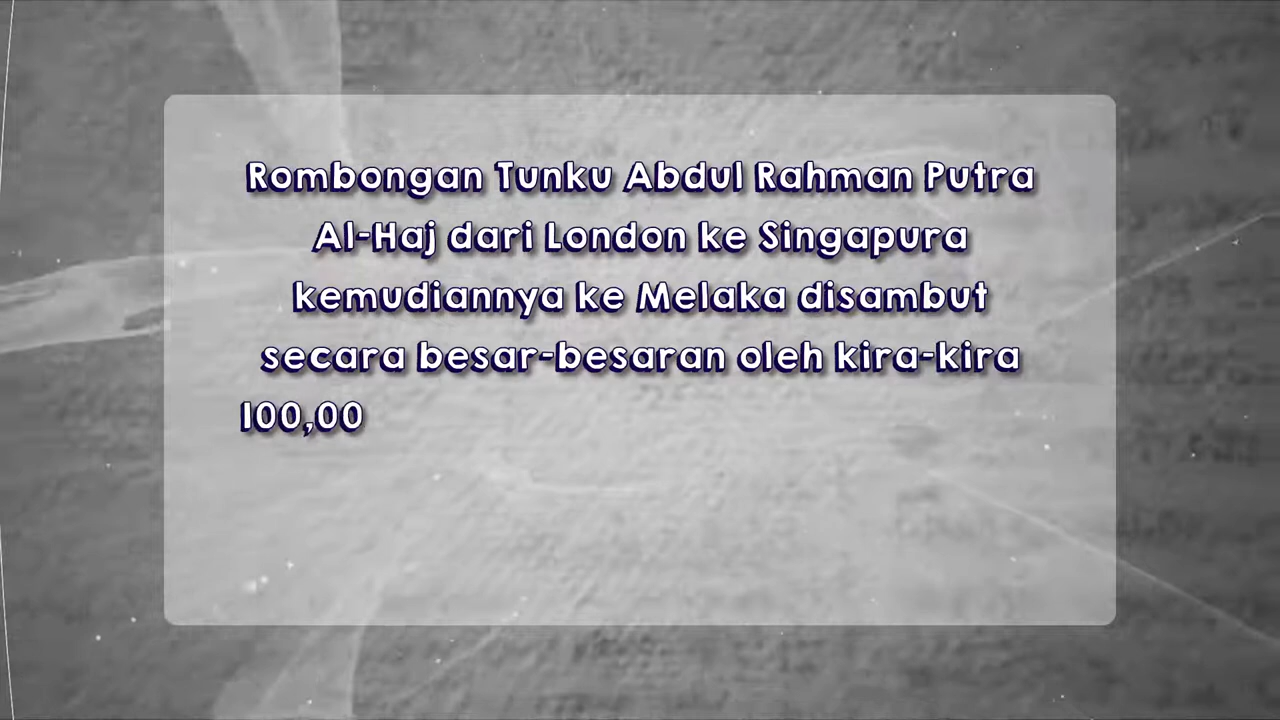 Rombongan Tunku Abdul Rahman Putra
Al-Haj dari London ke Singapura
kemudiannya ke Melaka disambut
secara besar-besaran oleh kira-kira
100,00